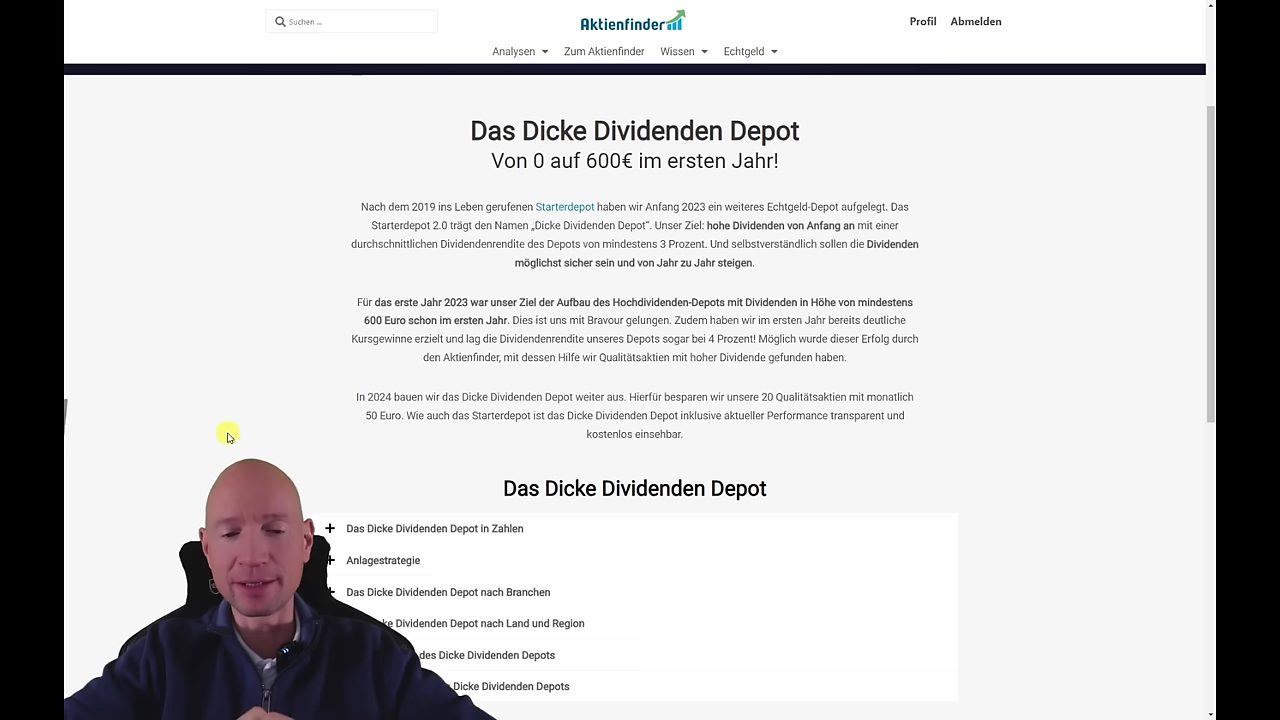 Suchen ...
Aktienfinder
Profil Abmelden
Analysen Zum Aktienfinder Wissen Echtgeld
Das Dicke Dividenden Depot
Von 0 auf 600€ im ersten Jahr!
Nach dem 2019 ins Leben gerufenen Starterdepot haben wir Anfang 2023 ein weiteres Echtgeld-Depot aufgelegt. Das
Starterdepot 2.0 trägt den Namen „Dicke Dividenden Depot“. Unser Ziel: hohe Dividenden von Anfang an mit einer
durchschnittlichen Dividendenrendite des Depots von mindestens 3 Prozent. Und selbstverständlich sollen die Dividenden
möglichst sicher sein und von Jahr zu Jahr steigen.
Für das erste Jahr 2023 war unser Ziel der Aufbau des Hochdividenden-Depots mit Dividenden in Höhe von mindestens
600 Euro schon im ersten Jahr. Dies ist uns mit Bravour gelungen. Zudem haben wir im ersten Jahr bereits deutliche
Kursgewinne erzielt und lag die Dividendenrendite unseres Depots sogar bei 4 Prozent! Möglich wurde dieser Erfolg durch
den Aktienfinder, mit dessen Hilfe wir Qualitätsaktien mit hoher Dividende gefunden haben.
In 2024 bauen wir das Dicke Dividenden Depot weiter aus. Hierfür besparen wir unsere 20 Qualitätsaktien mit monatlich
50 Euro. Wie auch das Starterdepot ist das Dicke Dividenden Depot inklusive aktueller Performance transparent und
kostenlos einsehbar.
Das Dicke Dividenden Depot
Das Dicke Dividenden Depot in Zahlen
Anlagestrategie
Das Dicke Dividenden Depot nach Branchen
Dividenden Depot nach Land und Region
des Dicke Dividenden Depots
Dicke Dividenden Depots